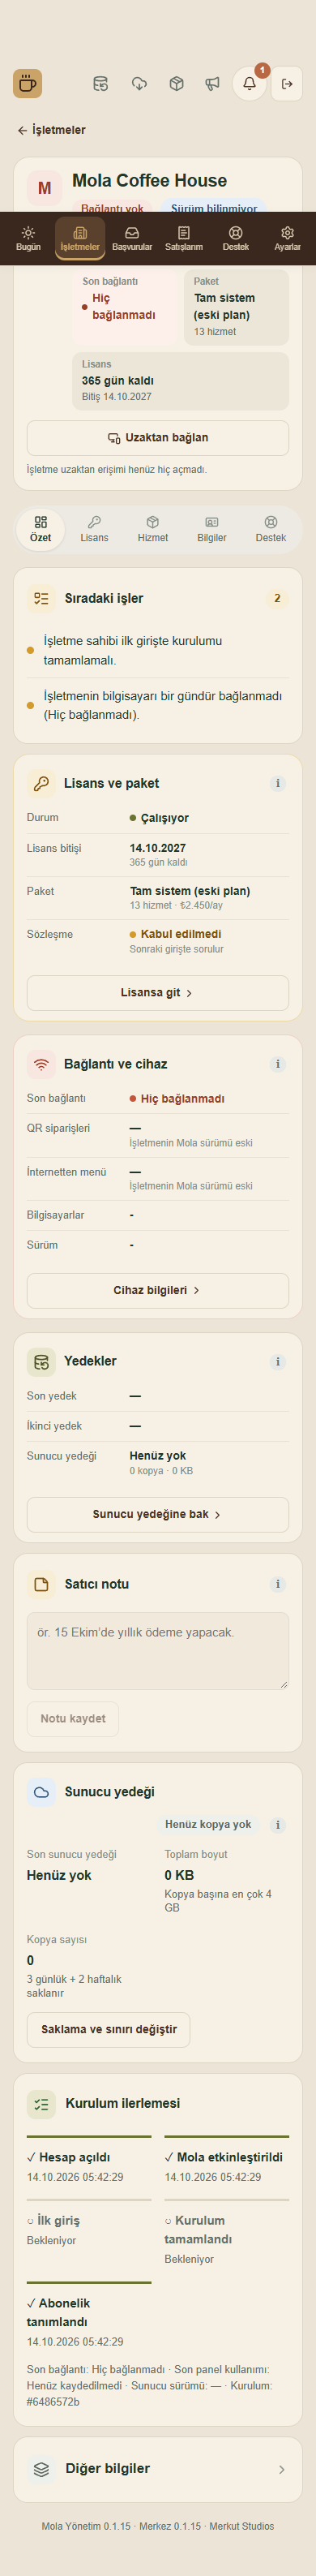 1
← İşletmeler
M
Mola Coffee House
Bağlantı yok
Sürüm bilinmiyor
Bugün
İşletmeler
Başvurular
Satışlarım
Destek
Ayarlar
Son bağlantı
Hiç bağlanmadı
Paket
Tam sistem (eski plan)
13 hizmet
Lisans
365 gün kaldı
Bitiş 14.10.2027
Uzaktan bağlan
İşletme uzaktan erişimi henüz hiç açmadı.
Özet
Lisans
Hizmet
Bilgiler
Destek
Sıradaki işler
2
İşletme sahibi ilk girişte kurulumu
tamamlamalı.
İşletmenin bilgisayarı bir gündür bağlanmadı
(Hiç bağlanmadı).
Lisans ve paket
i
Durum
Çalışıyor
Lisans bitişi
14.10.2027
365 gün kaldı
Paket
Tam sistem (eski plan)
13 hizmet · ₺2.450/ay
Sözleşme
Kabul edilmedi
Sonraki girişte sorulur
Lisansa git ›
Bağlantı ve cihaz
i
Son bağlantı
Hiç bağlanmadı
QR siparişleri
—
İşletmenin Mola sürümü eski
İnternetten menü
—
İşletmenin Mola sürümü eski
Bilgisayarlar
-
Sürüm
-
Cihaz bilgileri ›
Yedekler
i
Son yedek
—
İkinci yedek
—
Sunucu yedeği
Henüz yok
0 kopya · 0 KB
Sunucu yedeğine bak ›
Satıcı notu
i
ör. 15 Ekim'de yıllık ödeme yapacak.
Notu kaydet
Sunucu yedeği
Henüz kopya yok
i
Son sunucu yedeği
Henüz yok
Toplam boyut
0 KB
Kopya başına en çok 4
GB
Kopya sayısı
0
3 günlük + 2 haftalık
saklanır
Saklama ve sınırı değiştir
Kurulum ilerlemesi
✓ Hesap açıldı
14.10.2026 05:42:29
✓ Mola etkinleştirildi
14.10.2026 05:42:29
○ İlk giriş
Bekleniyor
○ Kurulum
tamamlandı
Bekleniyor
✓ Abonelik
tanımlandı
14.10.2026 05:42:29
Son bağlantı: Hiç bağlanmadı · Son panel kullanımı:
Henüz kaydedilmedi · Sunucu sürümü: — · Kurulum:
#6486572b
Diğer bilgiler
Mola Yönetim 0.1.15 · Merkez 0.1.15 · Merkut Studios